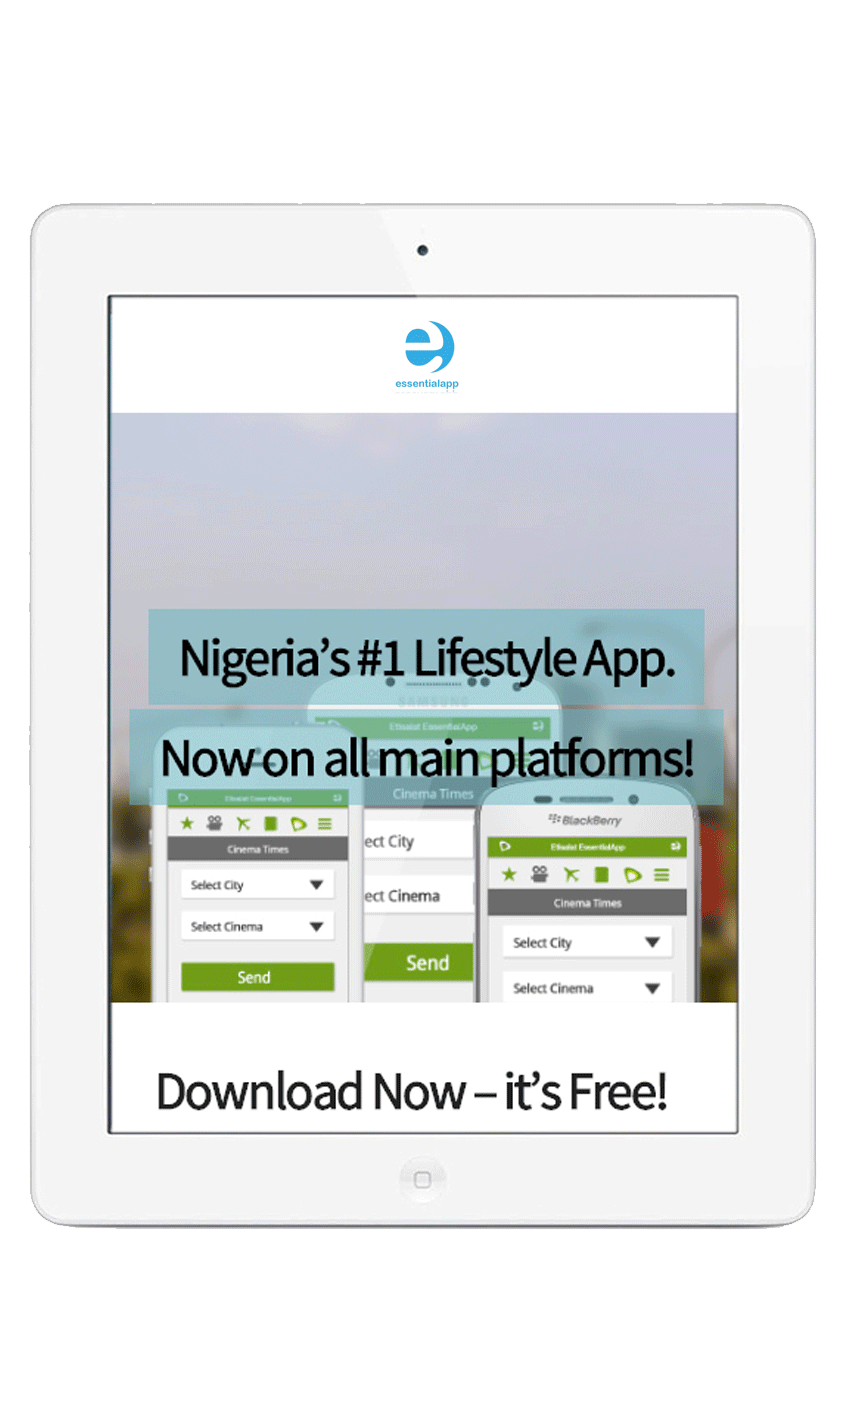 essentialapp
Nigeria's #1 Lifestyle App.
SAMSUNG
Etisalat EssentialApp
Now on all main platforms!
Etisalat EssentialApp
Cinema Times
Select City
Select Cinema
Send
Cinema Times
ect City
ect Cinema
Send
BlackBerry
Etisalat EssentialApp
Cinema Times
Select City
Select Cinema
Download Now – it's Free!